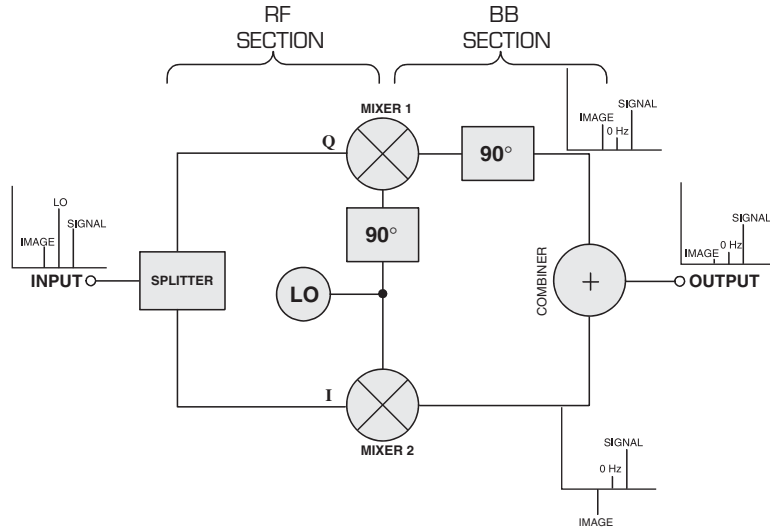 RF
SECTION
BB
SECTION
MIXER 1
IMAGE
0 Hz
SIGNAL
Q
90°
LO
IMAGE
SIGNAL
90°
IMAGE
0 Hz
SIGNAL
INPUT
SPLITTER
LO
COMBINER
+
OUTPUT
I
MIXER 2
SIGNAL
0 Hz
IMAGE